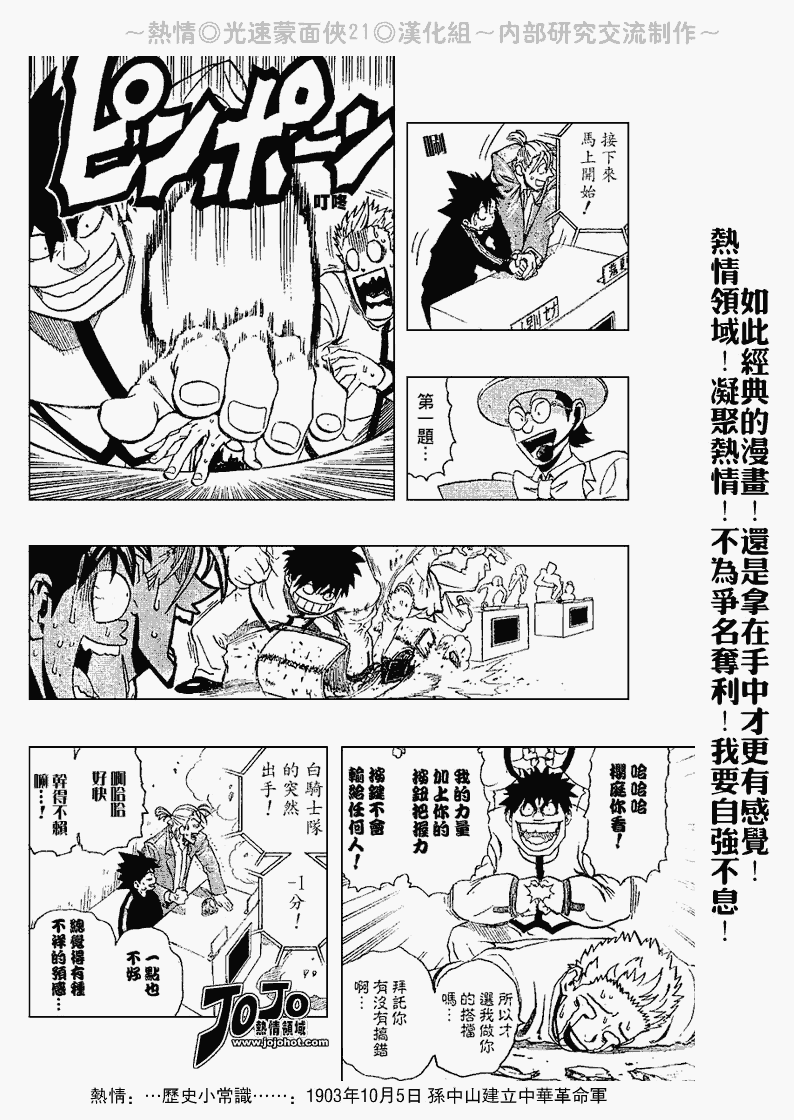 ～熱情◎光速蒙面俠21◎漢化組～內部研究交流制作～
接下來
馬上開始！
唰
ピンポーン
叮咚
第一題…
哈哈哈
櫻庭你看！
我的力量
加上你的
按鈕把握力
按鍵不會
輸給任何人！
所以才
選我做你
的搭擋
嗎…
拜託你
有沒有搞錯
啊…
白騎士隊
的突然
出手！
-1分！
啊哈哈
好快
幹得不賴
嘛…！
一點也
不好
總覺得有種
不祥的預感…
如此經典的漫畫！還是拿在手中才更有感覺！
熱情領域！凝聚熱情！不為爭名奪利！我要自強不息！
JOJO
熱情領域
www.jojohot.com
熱情：…歷史小常識……：1903年10月5日 孫中山建立中華革命軍